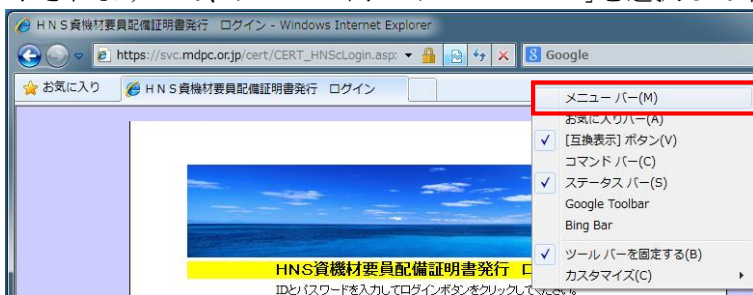 HNS資機材要員配備証明書発行 ログイン - Windows Internet Explorer
https://svc.mdpc.or.jp/cert/CERT_HNScLogin.asp:
Google
お気に入り
HNS資機材要員配備証明書発行 ログイン
メニュー バー(M)
お気に入りバー(A)
[互換表示] ボタン(V)
コマンド バー(C)
ステータス バー(S)
Google Toolbar
Bing Bar
ツール バーを固定する(B)
カスタマイズ(C)
HNS資機材要員配備証明書発行
IDとパスワードを入力してログインボタンをクリックしてください。